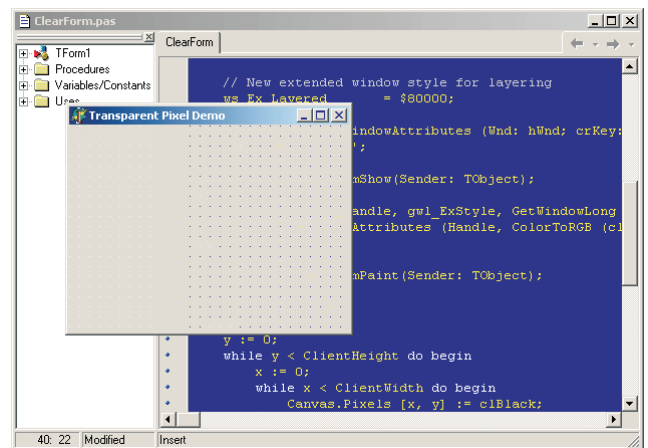 ClearForm.pas
ClearForm
TForm1
Procedures
Variables/Constants
Uses
// New extended window style for layering
ws_Ex_Layered = $80000;
Transparent Pixel Demo
indowAttributes (Wnd: hWnd; crKey:
';
mShow(Sender: TObject);
andle, gwl_ExStyle, GetWindowLong
Attributes (Handle, ColorToRGB (cl
mPaint(Sender: TObject);
y := 0;
while y < ClientHeight do begin
x := 0;
while x < ClientWidth do begin
Canvas.Pixels [x, y] := clBlack;
40: 22 Modified Insert